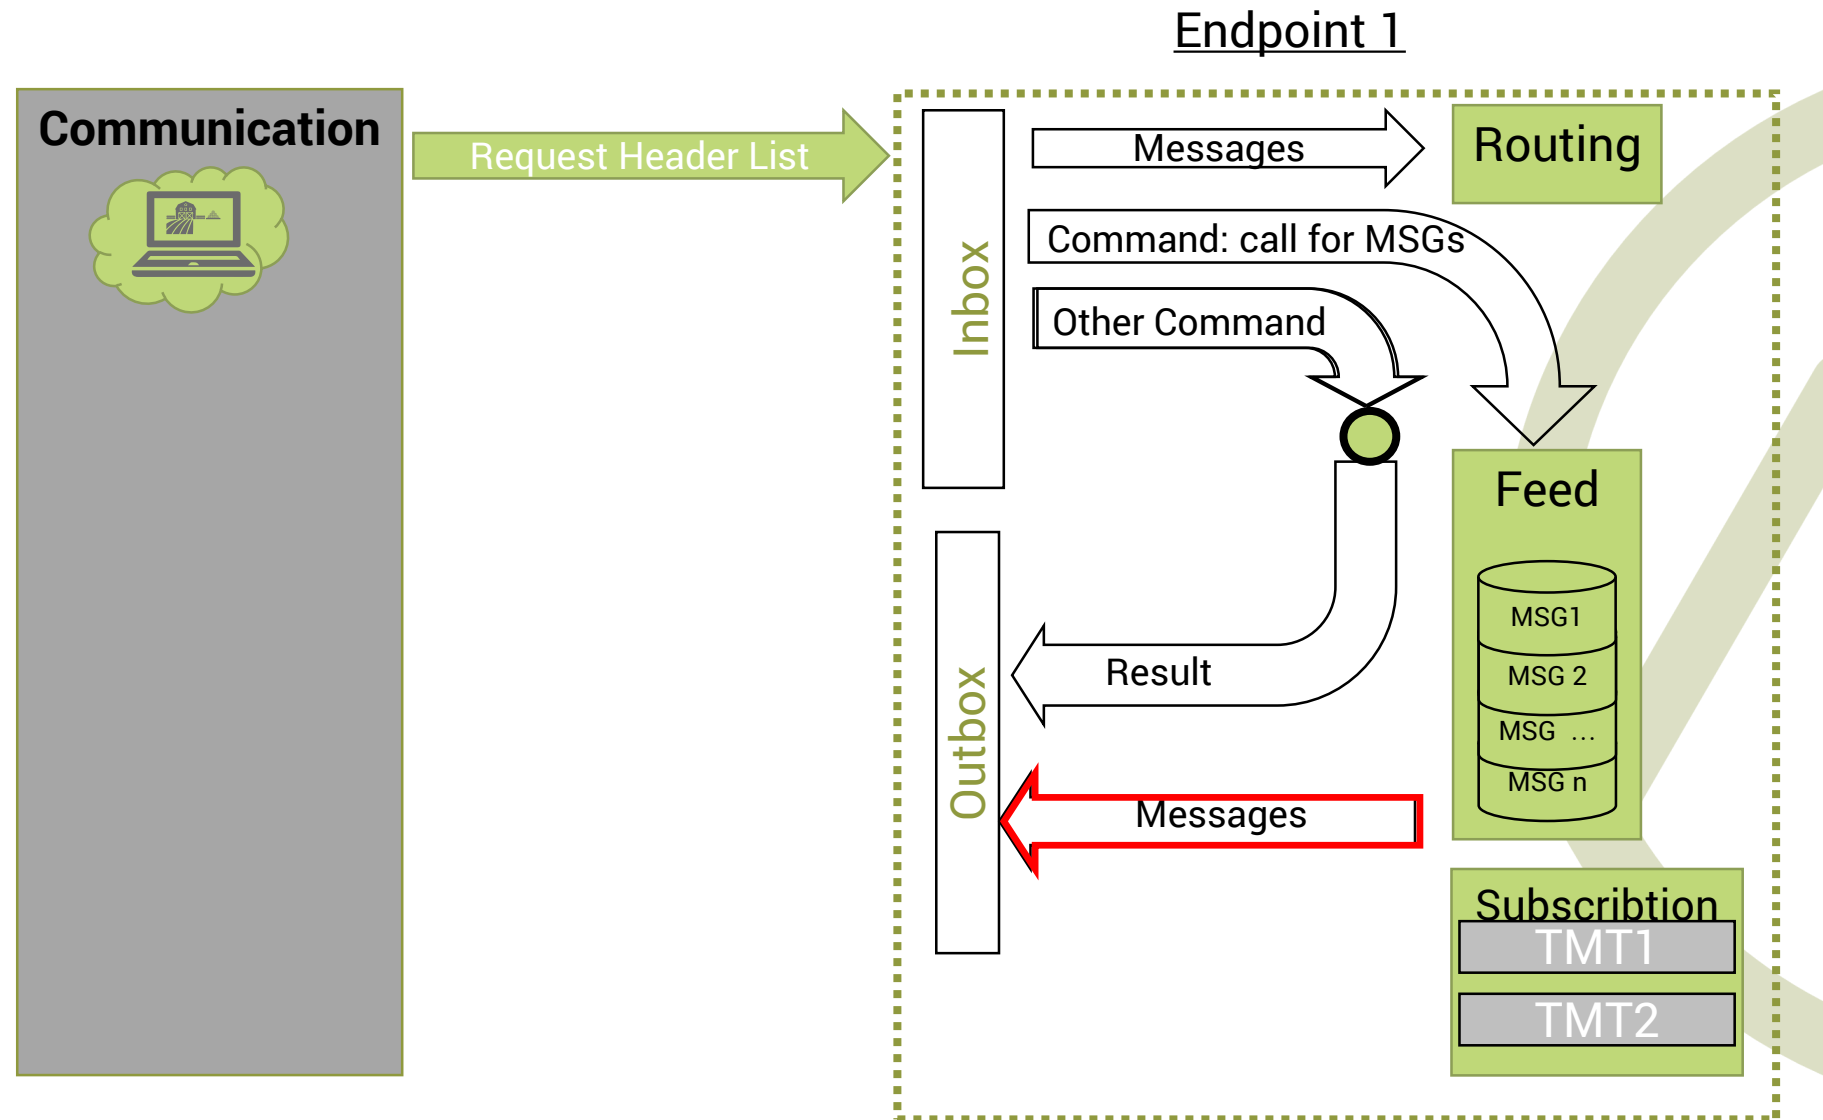 Endpoint 1
Communication
Request Header List
Inbox
Messages
Routing
Command: call for MSGs
Other Command
Feed
MSG1
MSG 2
MSG …
MSG n
Outbox
Result
Messages
Subscribtion
TMT1
TMT2